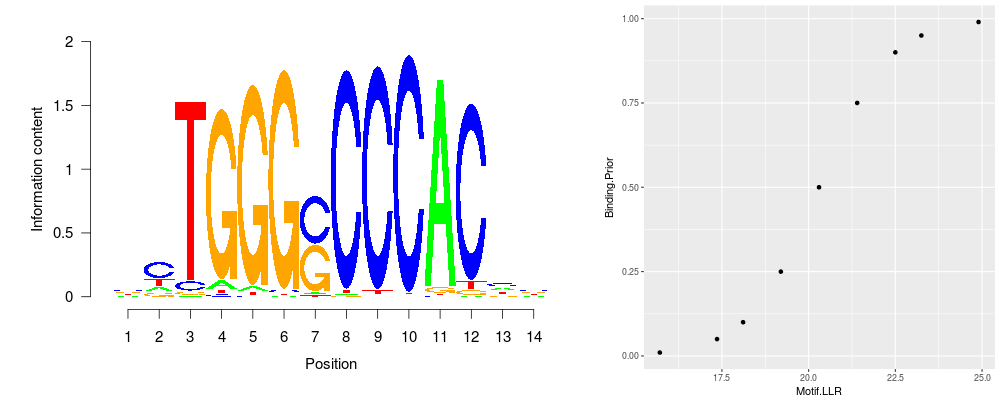 2
1.5
1
0.5
0
Information content
C T G G G C G C C C A C
1 2 3 4 5 6 7 8 9 10 11 12 13 14
Position
1.00
0.75
0.50
0.25
0.00
Binding.Prior
17.5 20.0 22.5 25.0
Motif.LLR